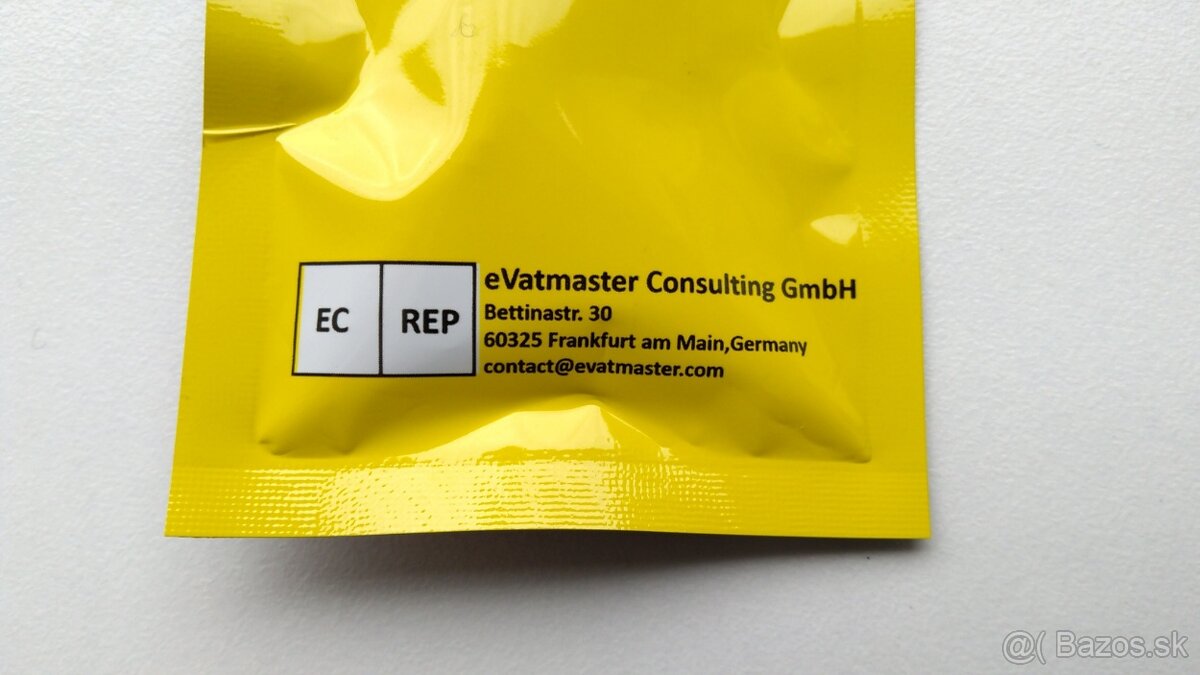 EC REP
eVatmaster Consulting GmbH
Bettinastr. 30
60325 Frankfurt am Main,Germany
contact@evatmaster.com
@( Bazos.sk